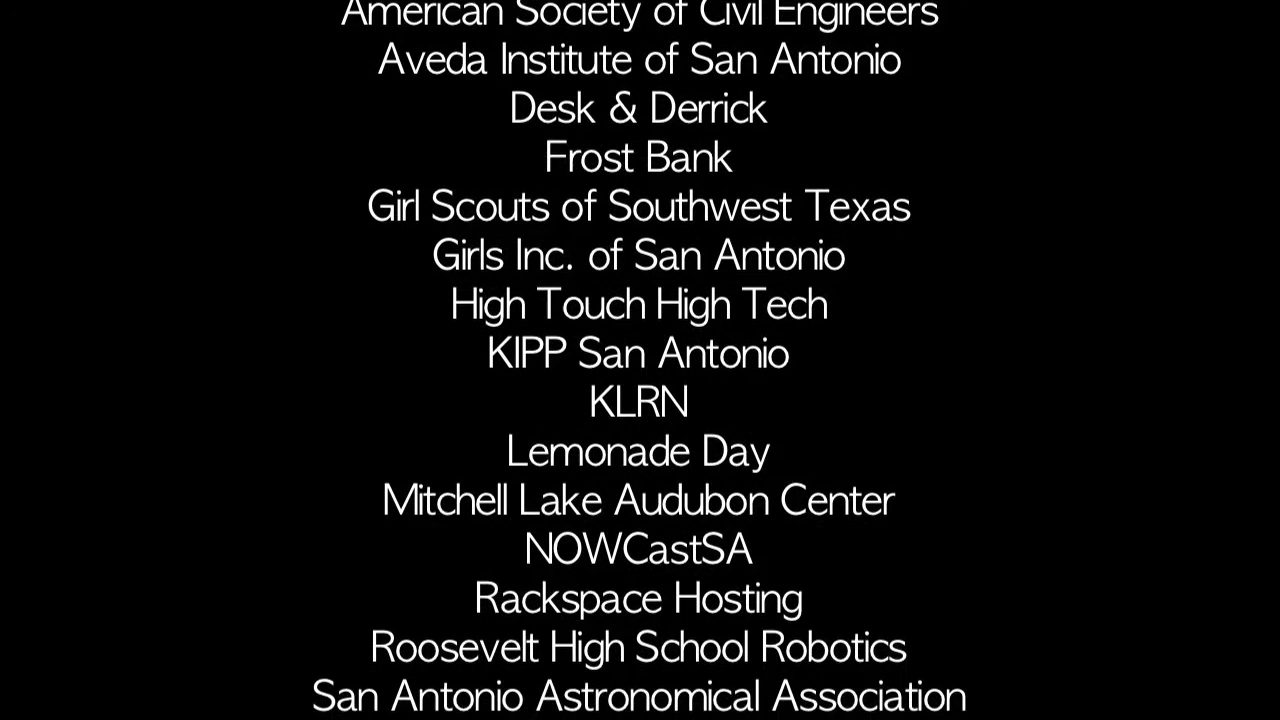 American Society of Civil Engineers
Aveda Institute of San Antonio
Desk & Derrick
Frost Bank
Girl Scouts of Southwest Texas
Girls Inc. of San Antonio
High Touch High Tech
KIPP San Antonio
KLRN
Lemonade Day
Mitchell Lake Audubon Center
NOWCastSA
Rackspace Hosting
Roosevelt High School Robotics
San Antonio Astronomical Association